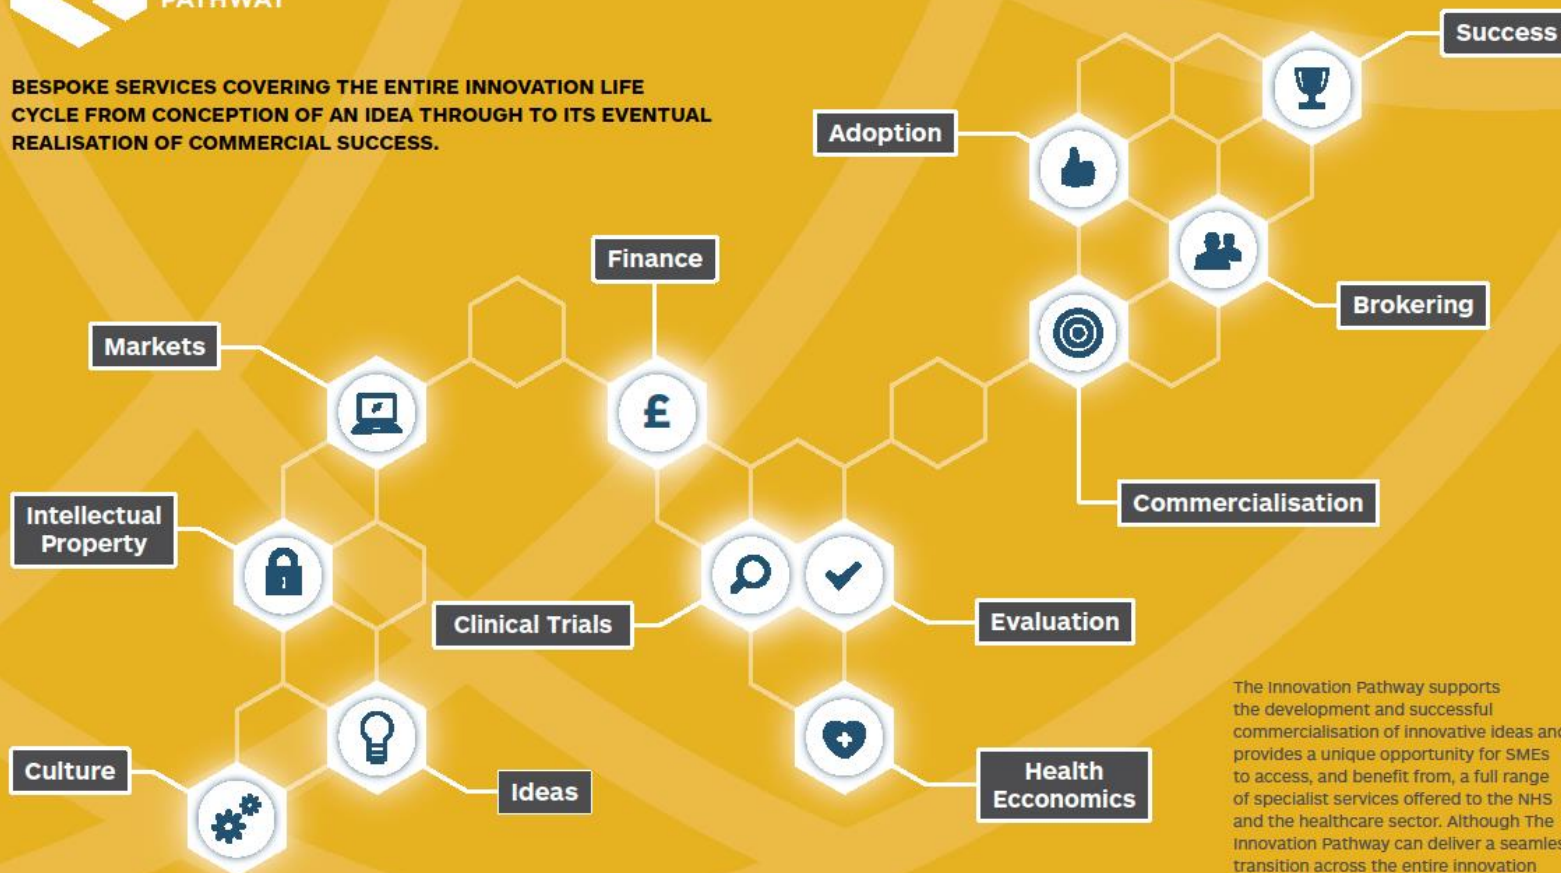 PATHWAY
BESPOKE SERVICES COVERING THE ENTIRE INNOVATION LIFE
CYCLE FROM CONCEPTION OF AN IDEA THROUGH TO ITS EVENTUAL
REALISATION OF COMMERCIAL SUCCESS.
Success
Adoption
Finance
Brokering
Markets
£
Intellectual
Property
Commercialisation
Clinical Trials
Evaluation
Culture
Ideas
Health
Ecconomics
The Innovation Pathway supports
the development and successful
commercialisation of innovative ideas and
provides a unique opportunity for SMEs
to access, and benefit from, a full range
of specialist services offered to the NHS
and the healthcare sector. Although The
Innovation Pathway can deliver a seamles
transition across the entire innovation